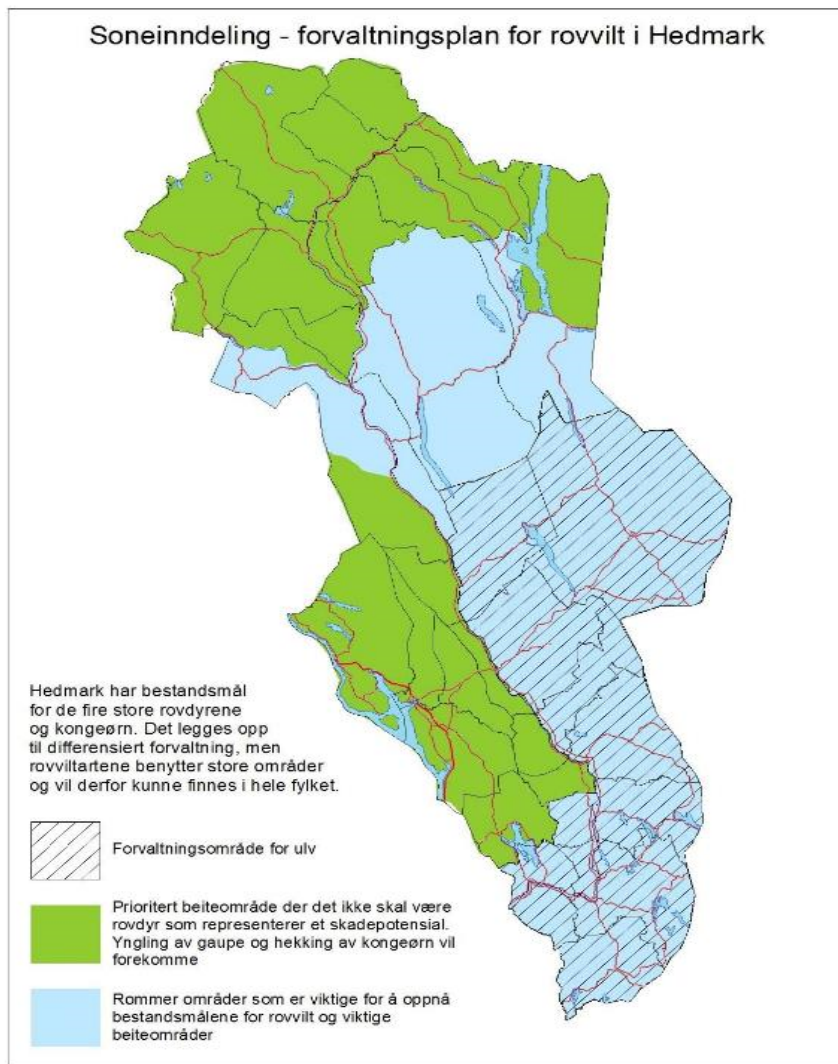 Soneinndeling - forvaltningsplan for rovvilt i Hedmark
Hedmark har bestandsmål
for de fire store rovdyrene
og kongeørn. Det legges opp
til differensiert forvaltning, men
rovviltartene benytter store områder
og vil derfor kunne finnes i hele fylket.
Forvaltningsområde for ulv
Prioritert beiteområde der det ikke skal være
rovdyr som representerer et skadepotensial.
Yngling av gaupe og hekking av kongeørn vil
forekomme
Rommer områder som er viktige for å oppnå
bestandsmålene for rovvilt og viktige
beiteområder